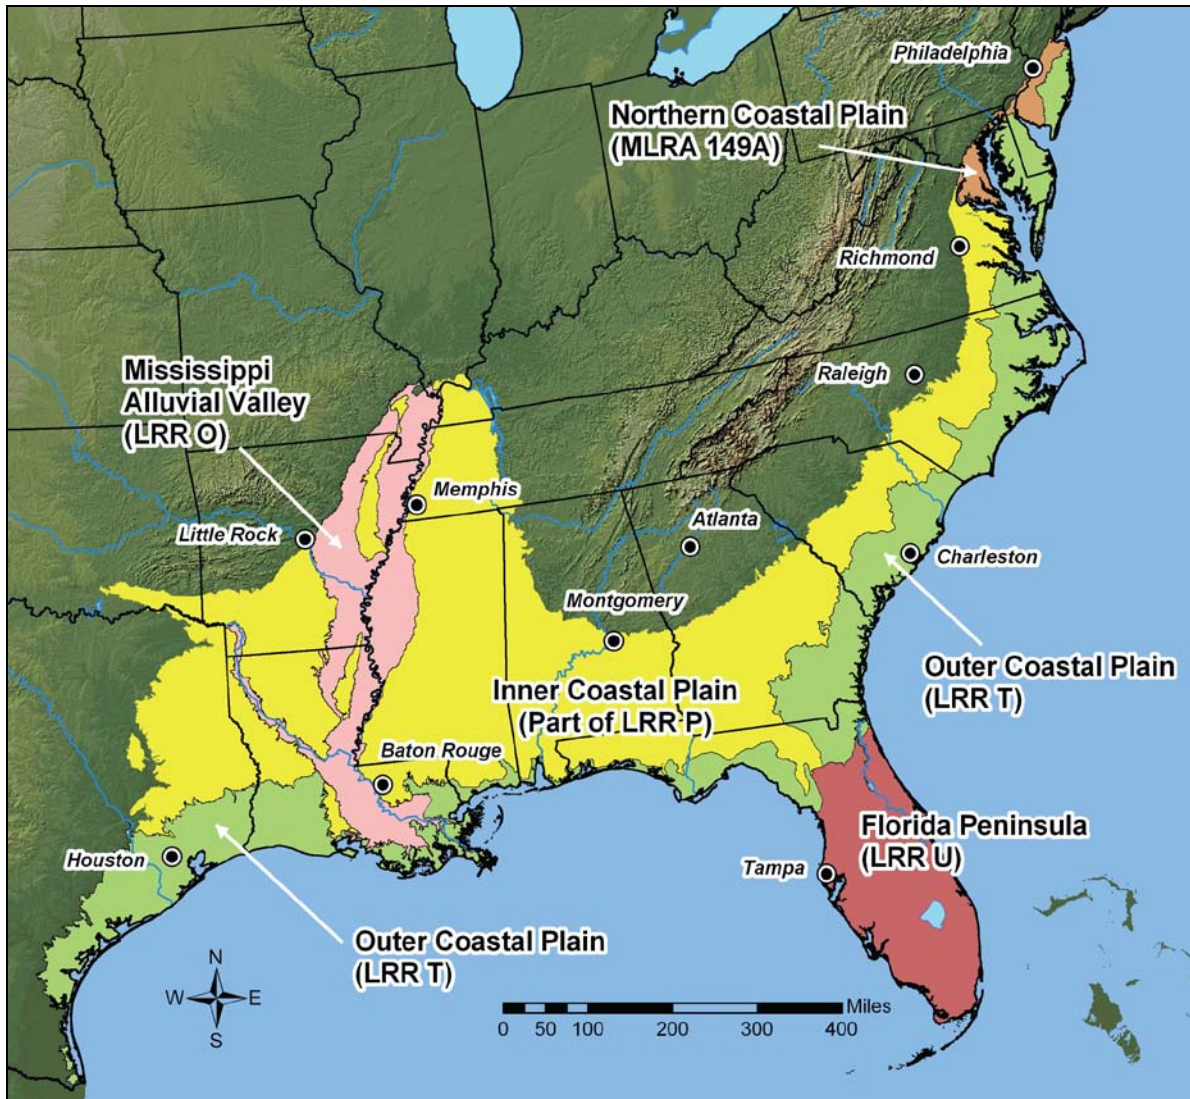 Philadelphia
Northern Coastal Plain
(MLRA 149A)
Richmond
Mississippi
Alluvial Valley
(LRR O)
Raleigh
Memphis
Little Rock
Atlanta
Charleston
Montgomery
Outer Coastal Plain
(LRR T)
Inner Coastal Plain
(Part of LRR P)
Baton Rouge
Florida Peninsula
(LRR U)
Houston
Tampa
Outer Coastal Plain
(LRR T)
N
W E
S
Miles
0 50 100 200 300 400